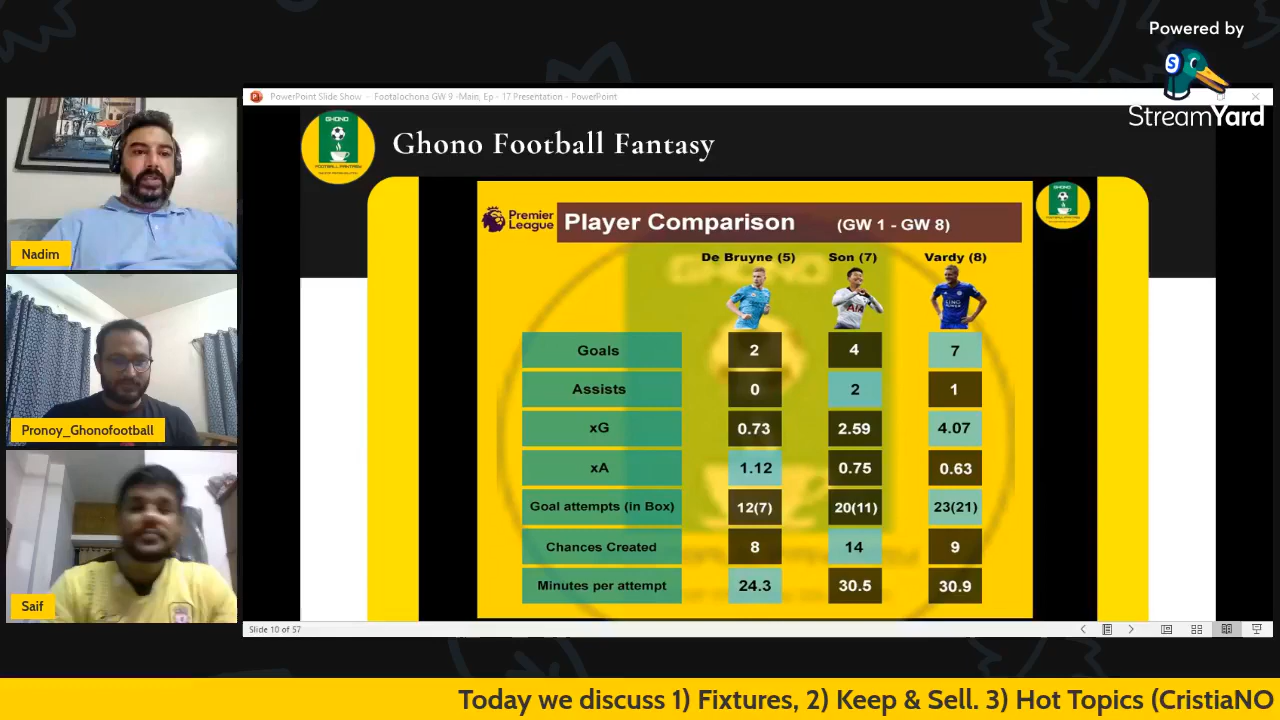 Powered by
StreamYard
PowerPoint Slide Show - Footalochona GW 9 -Main; Ep - 17 Presentation - PowerPoint
GHONO
FOOTBALL FANTASY
Ghono Football Fantasy
Premier League
Player Comparison (GW 1 - GW 8)
De Bruyne (5) Son (7) Vardy (8)
Goals 2 4 7
Assists 0 2 1
xG 0.73 2.59 4.07
xA 1.12 0.75 0.63
Goal attempts (in Box) 12(7) 20(11) 23(21)
Chances Created 8 14 9
Minutes per attempt 24.3 30.5 30.9
Nadim
Pronoy_Ghonofootball
Saif
Slide 10 of 57
Today we discuss 1) Fixtures, 2) Keep & Sell. 3) Hot Topics (CristiaNO